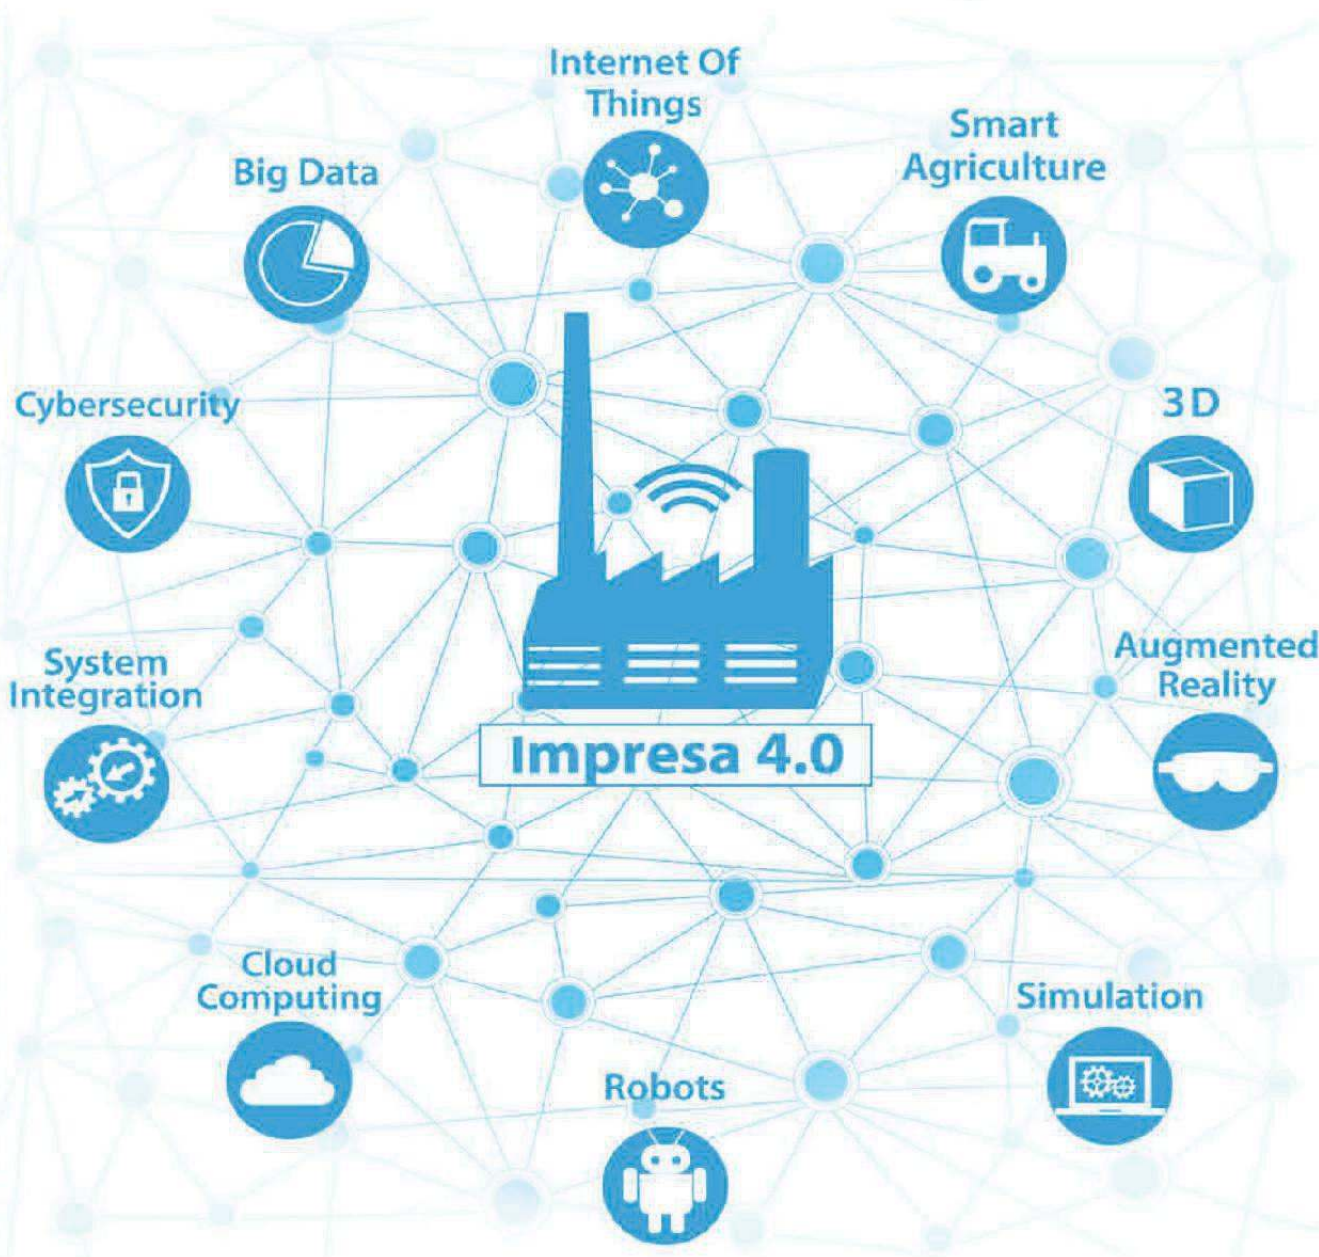 Internet Of
Things
Smart
Agriculture
Big Data
Cybersecurity
3D
System
Integration
Augmented
Reality
Impresa 4.0
Cloud
Computing
Simulation
Robots